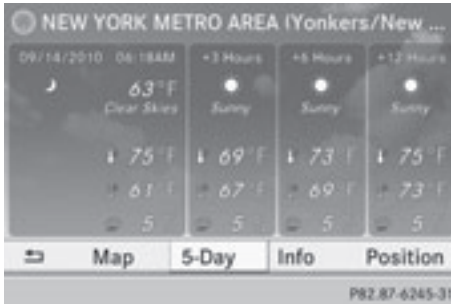 NEW YORK METRO AREA (Yonkers/New ...
09/14/2010 06:18AM +3 Hours +6 Hours +12 Hours
63°F
Clear Skies Sunny Sunny Sunny
75°F 69°F 73°F 75°F
61°F 67°F 69°F 73°F
5 5 5 5
Map 5-Day Info Position
P82.87-6245-31